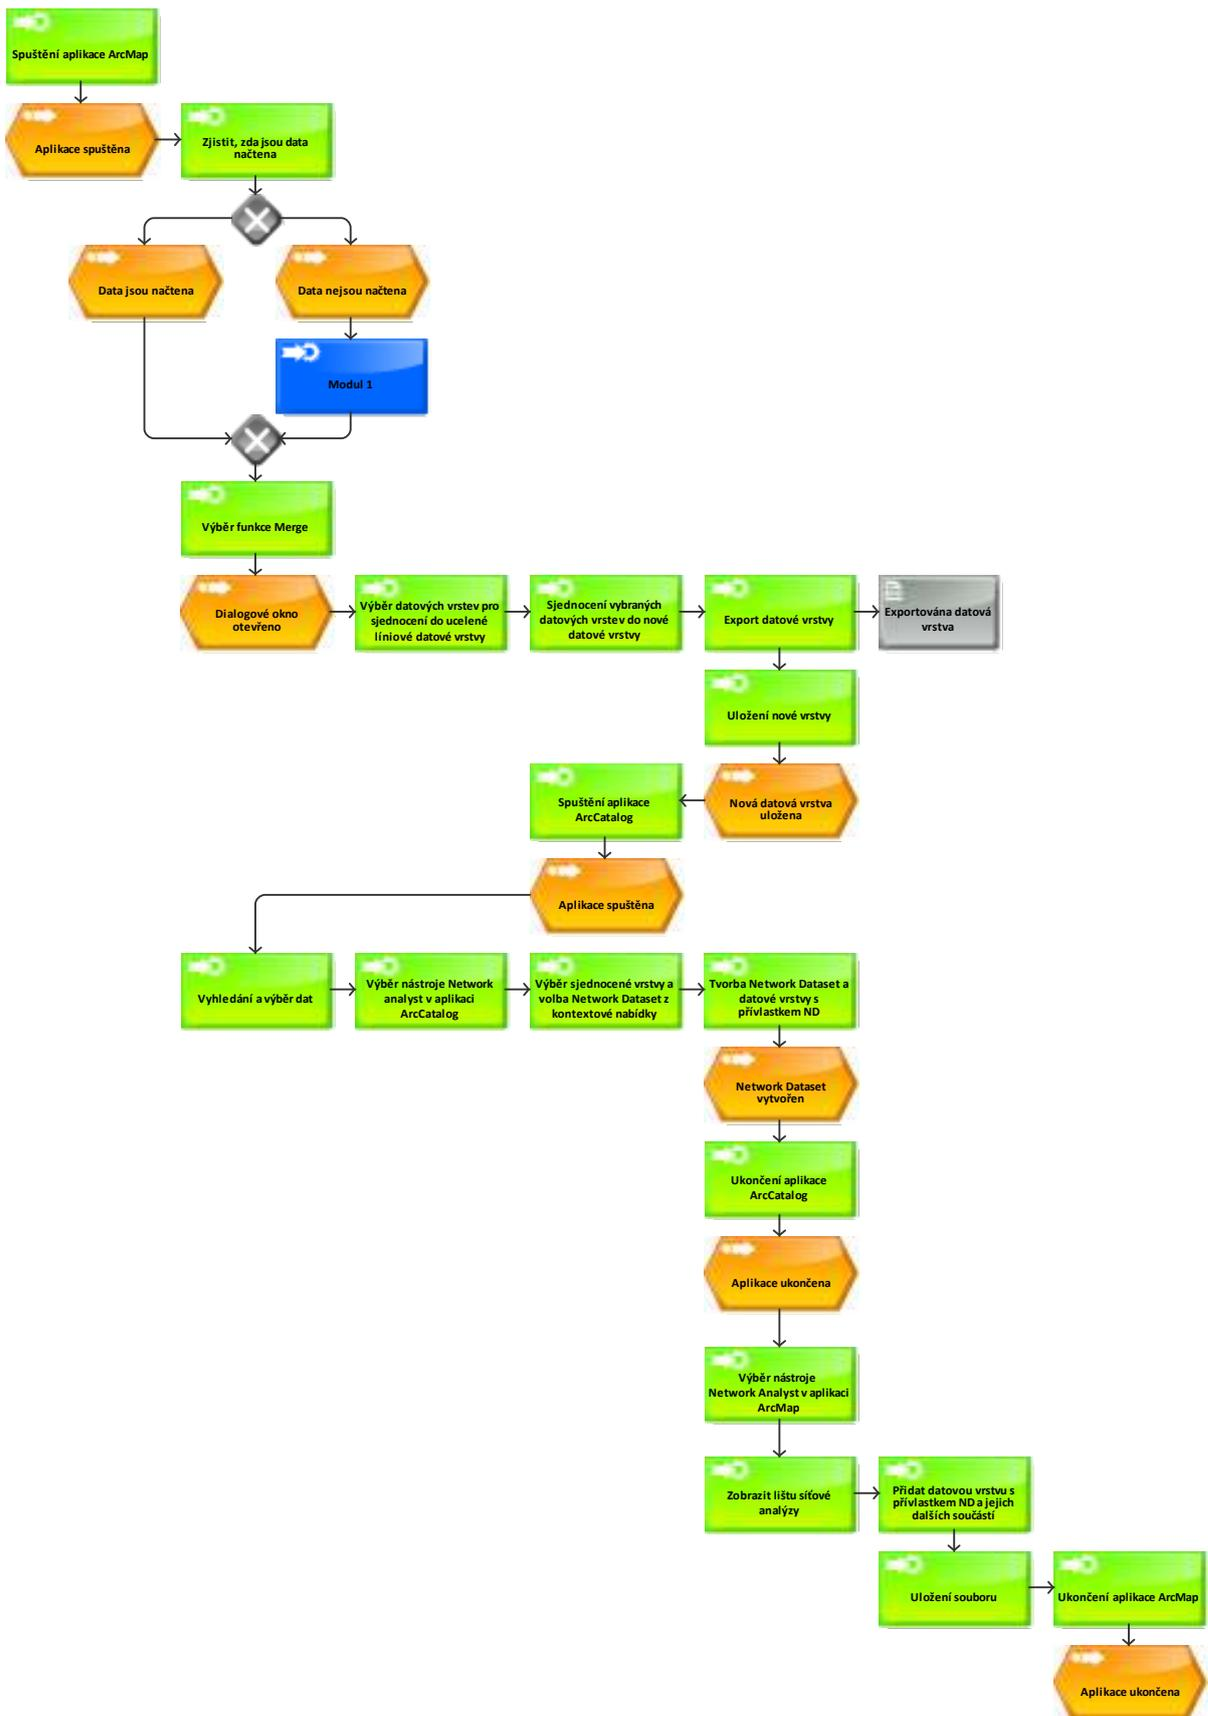 Spuštění aplikace ArcMap
Aplikace spuštěna
Zjistit, zda jsou data
načtena
Data jsou načtena
Data nejsou načtena
Modul 1
Výběr funkce Merge
Dialogové okno
otevřeno
Výběr datových vrstev pro
sjednocení do ucelené
líniové datové vrstvy
Sjednocení vybraných
datových vrstev do nové
datové vrstvy
Export datové vrstvy
Exportována datová
vrstva
Uložení nové vrstvy
Nová datová vrstva
uložena
Spuštění aplikace
ArcCatalog
Aplikace spuštěna
Vyhledání a výběr dat
Výběr nástroje Network
analyst v aplikaci
ArcCatalog
Výběr sjednocené vrstvy a
volba Network Dataset z
kontextové nabídky
Tvorba Network Dataset a
datové vrstvy s
přívlastkem ND
Network Dataset
vytvořen
Ukončení aplikace
ArcCatalog
Aplikace ukončena
Výběr nástroje
Network Analyst v aplikaci
ArcMap
Zobrazit lištu síťové
analýzy
Přidat datovou vrstvu s
přívlastkem ND a jejich
dalších součástí
Uložení souboru
Ukončení aplikace ArcMap
Aplikace ukončena